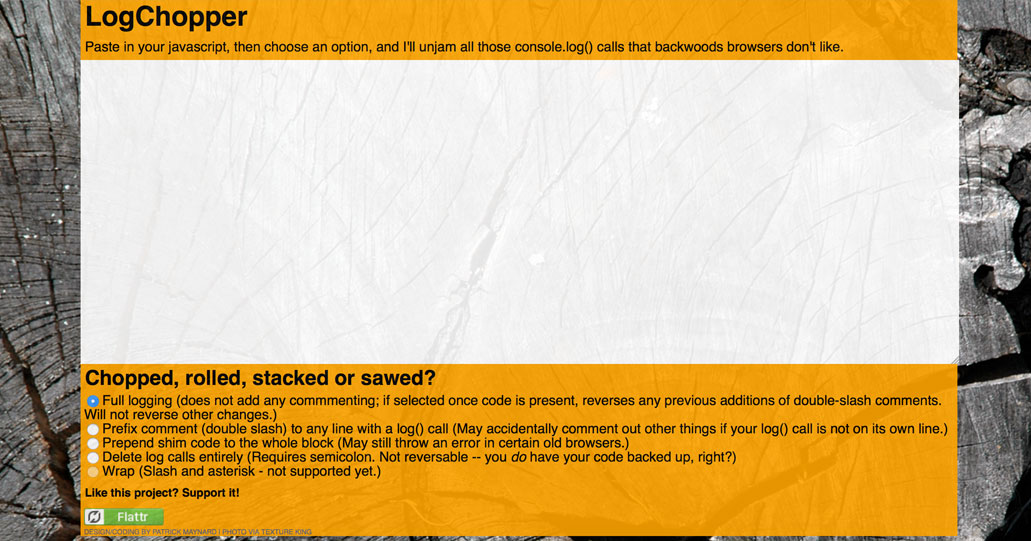 LogChopper
Paste in your javascript, then choose an option, and I'll unjam all those console.log() calls that backwoods browsers don't like.
Chopped, rolled, stacked or sawed?
Full logging (does not add any commmenting; if selected once code is present, reverses any previous additions of double-slash comments.
Will not reverse other changes.)
Prefix comment (double slash) to any line with a log() call (May accidentally comment out other things if your log() call is not on its own line.)
Prepend shim code to the whole block (May still throw an error in certain old browsers.)
Delete log calls entirely (Requires semicolon. Not reversable -- you do have your code backed up, right?)
Wrap (Slash and asterisk - not supported yet.)
Like this project? Support it!
Flattr
DESIGN/CODING BY PATRICK MAYNARD | PHOTO VIA TEXTURE KING